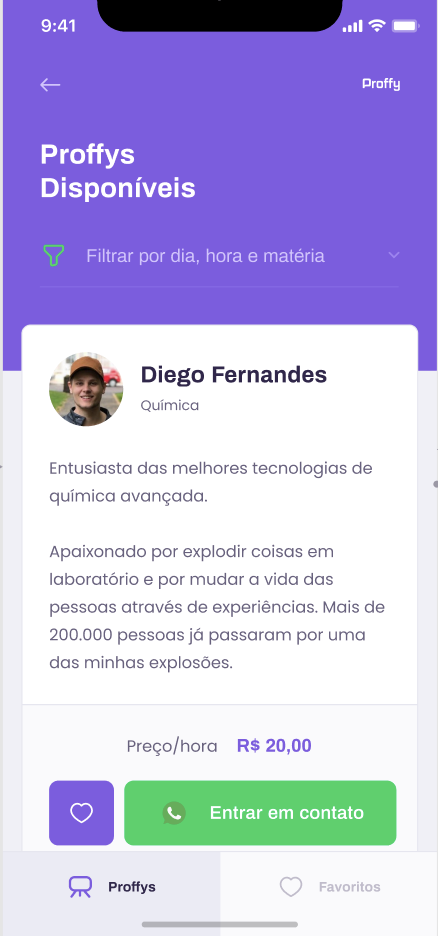 9:41
Proffy
Proffys
Disponíveis
Filtrar por dia, hora e matéria
Diego Fernandes
Química
Entusiasta das melhores tecnologias de
química avançada.
Apaixonado por explodir coisas em
laboratório e por mudar a vida das
pessoas através de experiências. Mais de
200.000 pessoas já passaram por uma
das minhas explosões.
Preço/hora R$ 20,00
Entrar em contato
Proffys Favoritos